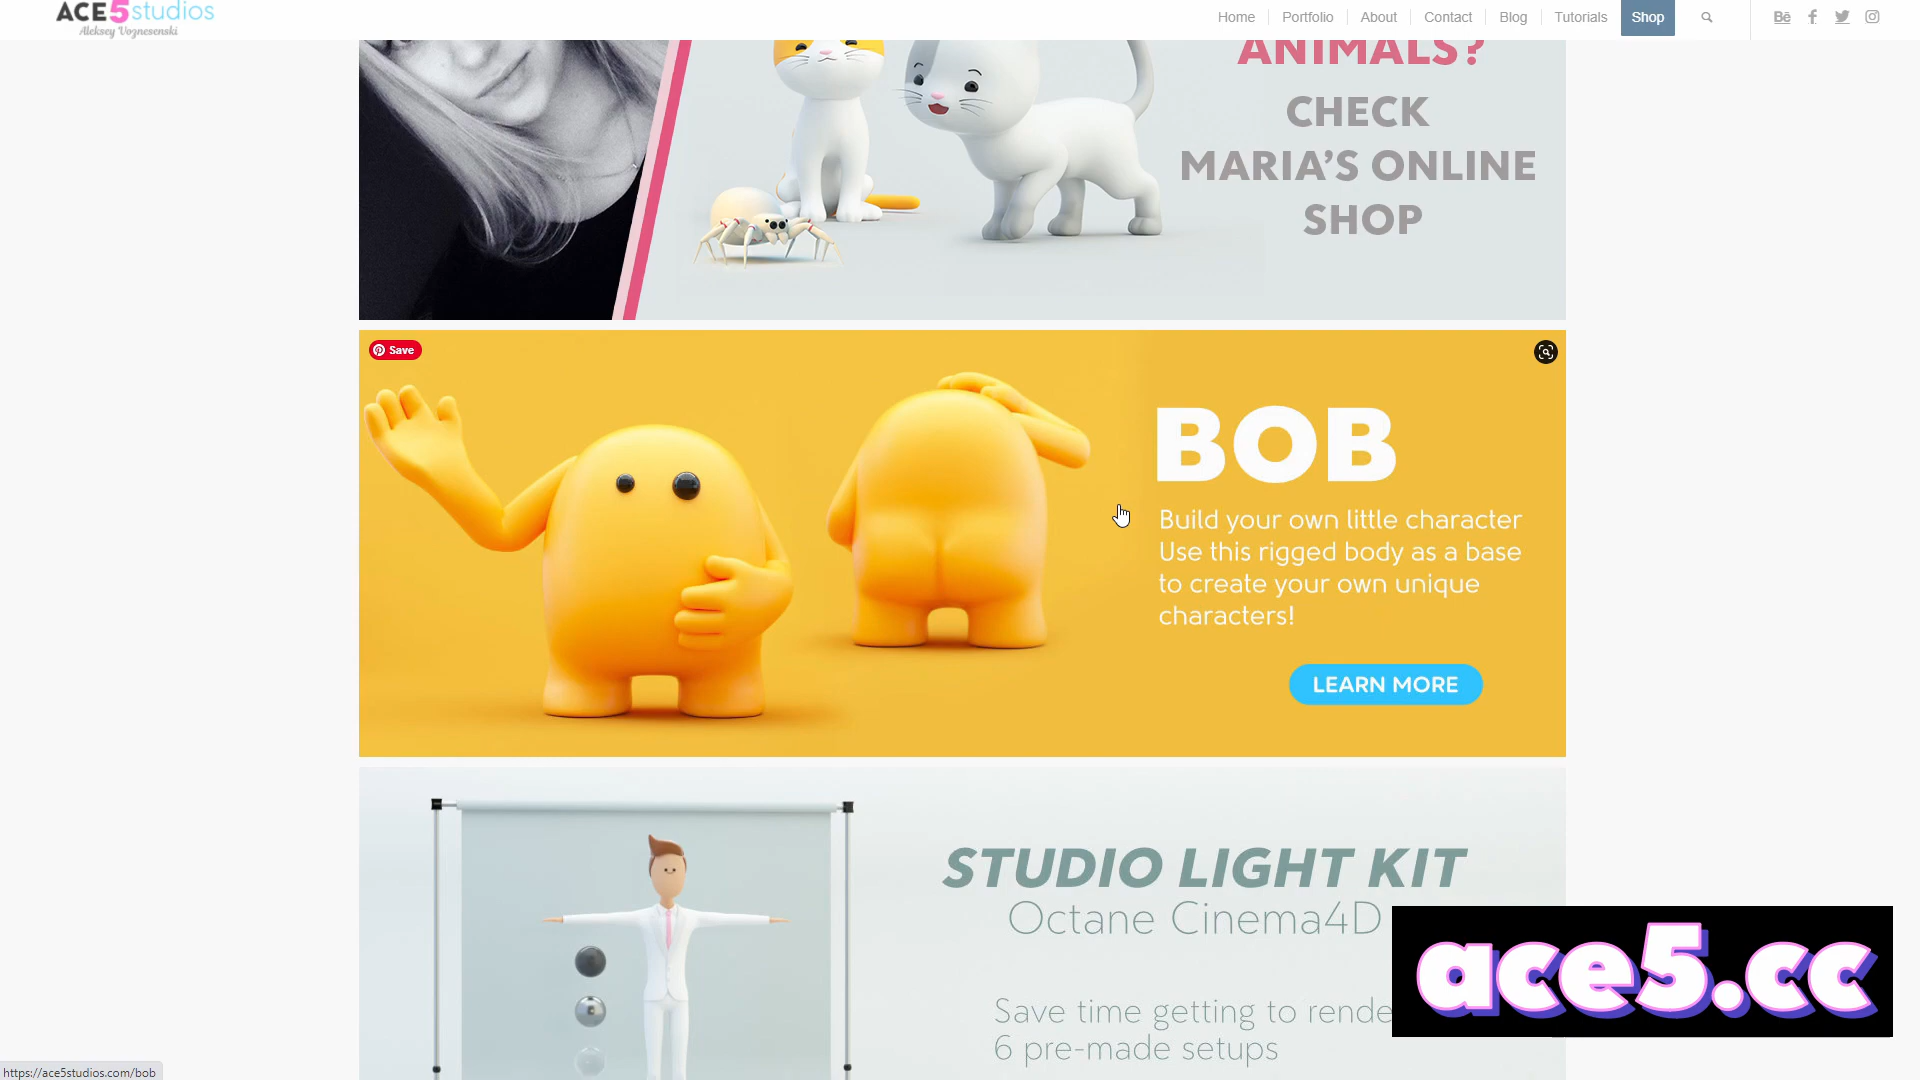 ACE5studios
Aleksey Voznesenski
Home
Portfolio
About
Contact
Blog
Tutorials
Shop
Bē
ANIMALS?
CHECK
MARIA'S ONLINE
SHOP
Save
BOB
Build your own little character
Use this rigged body as a base
to create your own unique
characters!
LEARN MORE
STUDIO LIGHT KIT
Octane Cinema4D
Save time getting to rende
6 pre-made setups
ace5.cc
https://ace5studios.com/bob